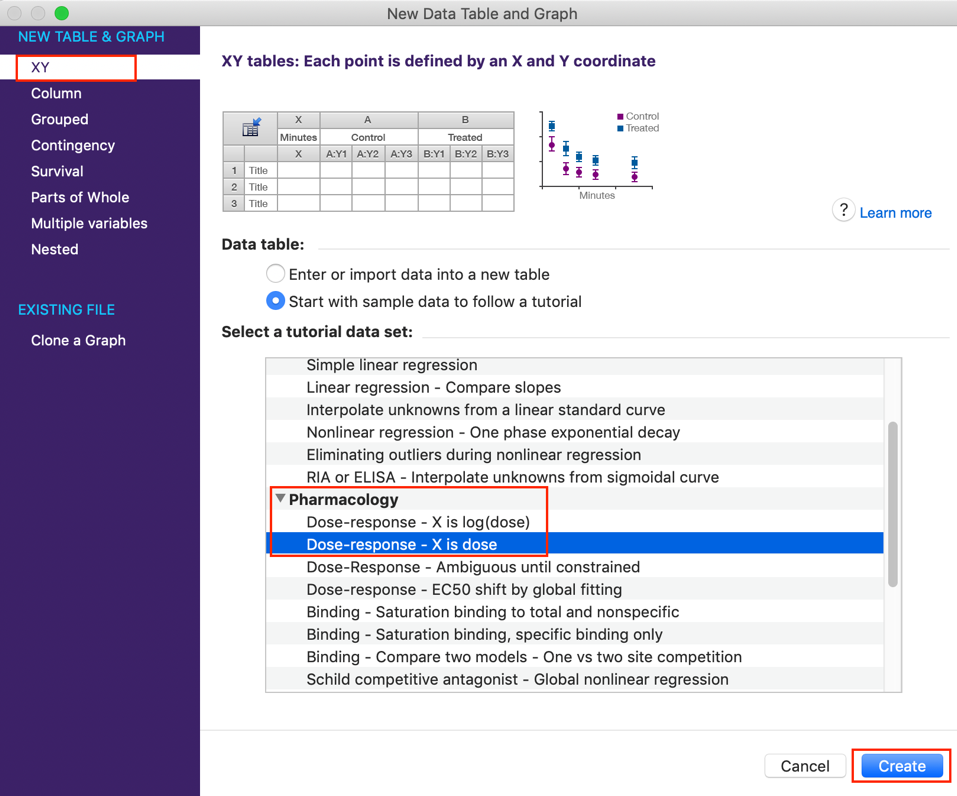 New Data Table and Graph
NEW TABLE & GRAPH
XY
Column
Grouped
Contingency
Survival
Parts of Whole
Multiple variables
Nested
EXISTING FILE
Clone a Graph
XY tables: Each point is defined by an X and Y coordinate
X A B
Minutes Control Treated
X A:Y1 A:Y2 A:Y3 B:Y1 B:Y2 B:Y3
1 Title
2 Title
3 Title
Control
Treated
Minutes
? Learn more
Data table:
Enter or import data into a new table
Start with sample data to follow a tutorial
Select a tutorial data set:
Simple linear regression
Linear regression - Compare slopes
Interpolate unknowns from a linear standard curve
Nonlinear regression - One phase exponential decay
Eliminating outliers during nonlinear regression
RIA or ELISA - Interpolate unknowns from sigmoidal curve
Pharmacology
Dose-response - X is log(dose)
Dose-response - X is dose
Dose-Response - Ambiguous until constrained
Dose-response - EC50 shift by global fitting
Binding - Saturation binding to total and nonspecific
Binding - Saturation binding, specific binding only
Binding - Compare two models - One vs two site competition
Schild competitive antagonist - Global nonlinear regression
Cancel Create